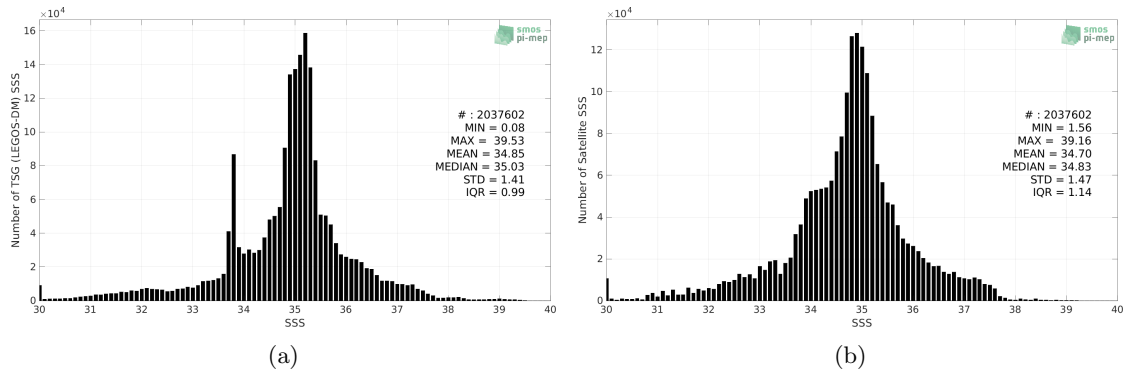 ×10⁴
16
14
12
10
8
6
4
2
0
30 31 32 33 34 35 36 37 38 39 40
SSS
Number of TSG (LEGOS-DM) SSS
smos
pi-mep
# : 2037602
MIN = 0.08
MAX = 39.53
MEAN = 34.85
MEDIAN = 35.03
STD = 1.41
IQR = 0.99
(a)
×10⁴
12
10
8
6
4
2
0
30 31 32 33 34 35 36 37 38 39 40
SSS
Number of Satellite SSS
smos
pi-mep
# : 2037602
MIN = 1.56
MAX = 39.16
MEAN = 34.70
MEDIAN = 34.83
STD = 1.47
IQR = 1.14
(b)